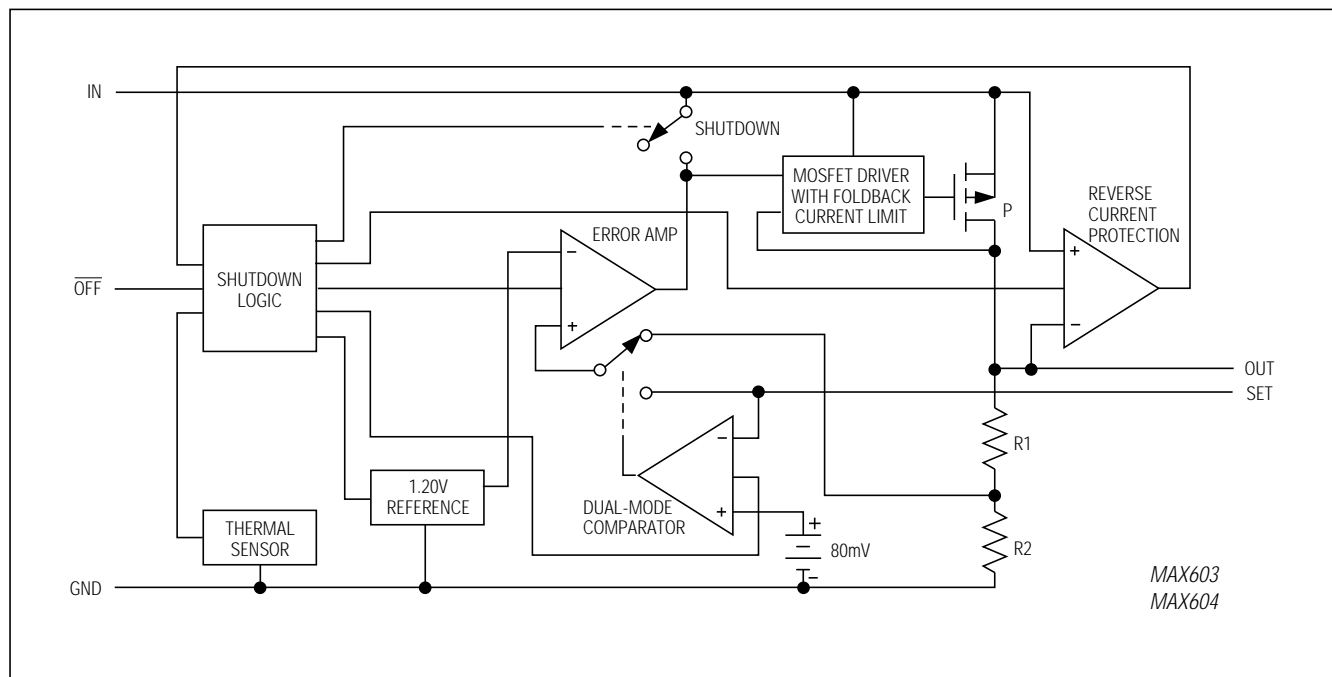 IN
SHUTDOWN
MOSFET DRIVER
WITH FOLDBACK
CURRENT LIMIT
P
REVERSE
CURRENT
PROTECTION
+
−
ERROR AMP
−
+
SHUTDOWN
LOGIC
OFF
OUT
SET
R1
−
+
DUAL-MODE
COMPARATOR
1.20V
REFERENCE
THERMAL
SENSOR
+
−
80mV
R2
GND
MAX603
MAX604